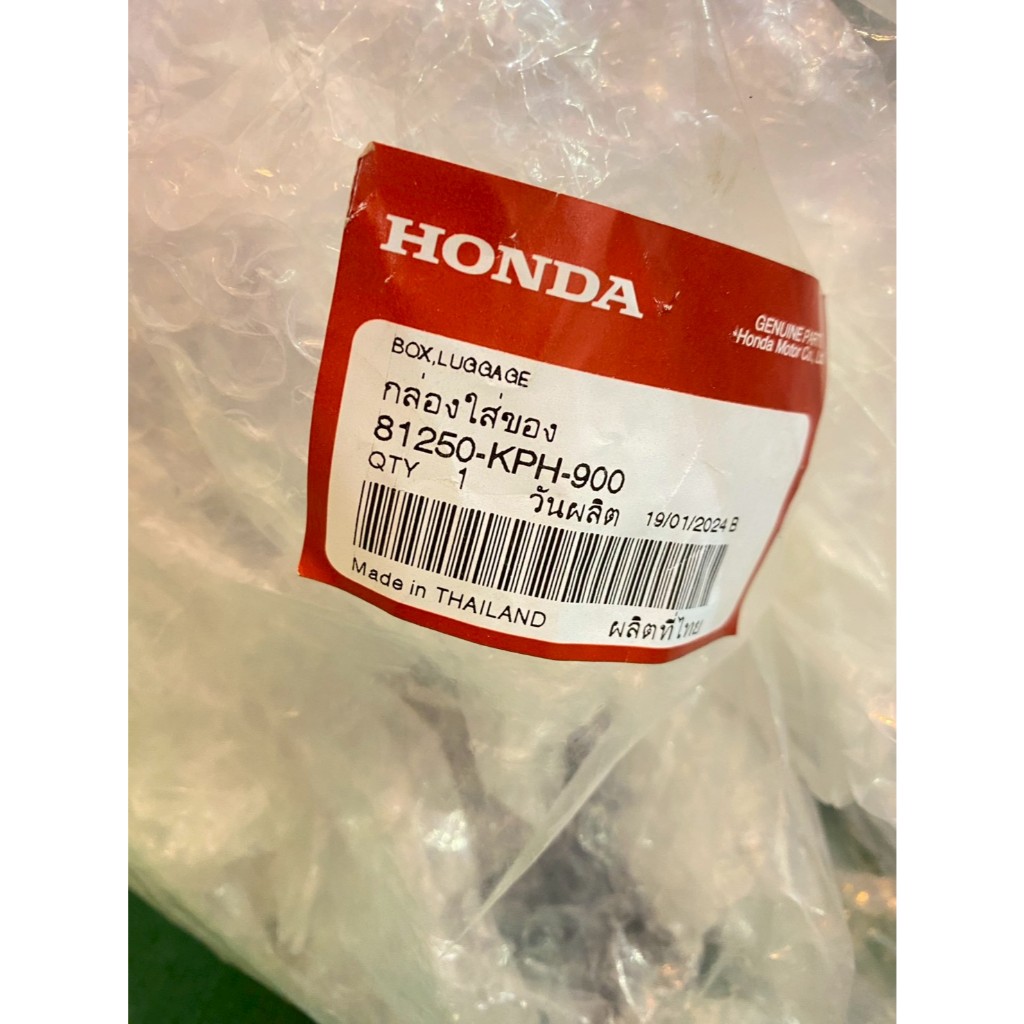 HONDA
GENUINE PARTS
Honda Motor Co.,
BOX,LUGGAGE
กล่องใส่ของ
81250-KPH-900
QTY 1
วันผลิต 19/01/2024 B
Made in THAILAND
ผลิตที่ไทย